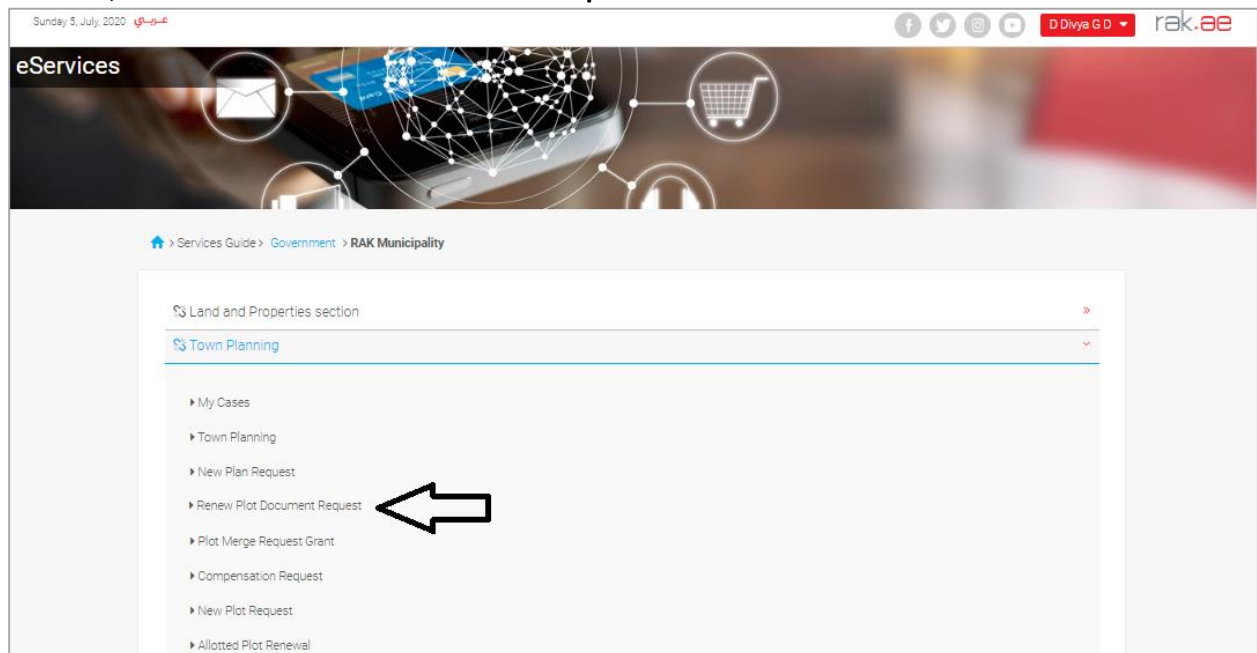 Sunday 5, July, 2020 عـربــي D Divya G D rak.ae
eServices
> Services Guide > Government > RAK Municipality
Land and Properties section »
Town Planning
My Cases
Town Planning
New Plan Request
Renew Plot Document Request
Plot Merge Request Grant
Compensation Request
New Plot Request
Allotted Plot Renewal